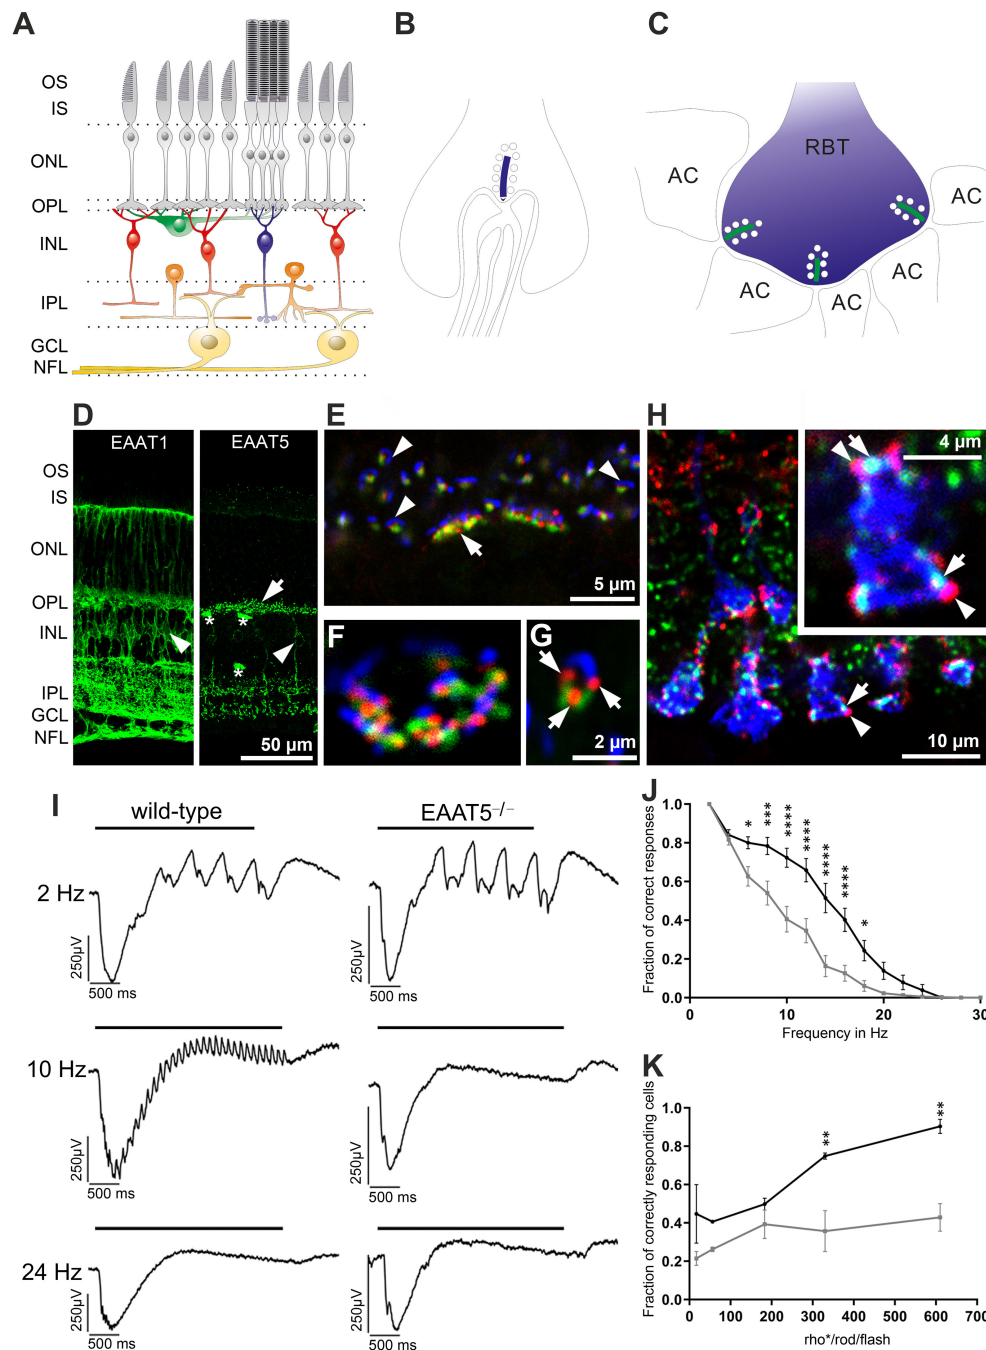 A
OS
IS
ONL
OPL
INL
IPL
GCL
NFL
B
C
RBT
AC
AC
AC
AC
AC
D
EAAT1
EAAT5
OS
IS
ONL
OPL
INL
IPL
GCL
NFL
*
*
*
50 µm
E
5 µm
F
G
2 µm
H
4 µm
10 µm
I
wild-type
EAAT5–/–
2 Hz
250µV
500 ms
250µV
500 ms
10 Hz
250µV
500 ms
250µV
500 ms
24 Hz
250µV
500 ms
250µV
500 ms
J
Fraction of correct responses
1.0
0.8
0.6
0.4
0.2
0.0
*
***
****
****
****
****
*
0
10
20
30
Frequency in Hz
K
Fraction of correctly responding cells
1.0
0.8
0.6
0.4
0.2
0.0
**
**
0
100
200
300
400
500
600
700
rho*/rod/flash